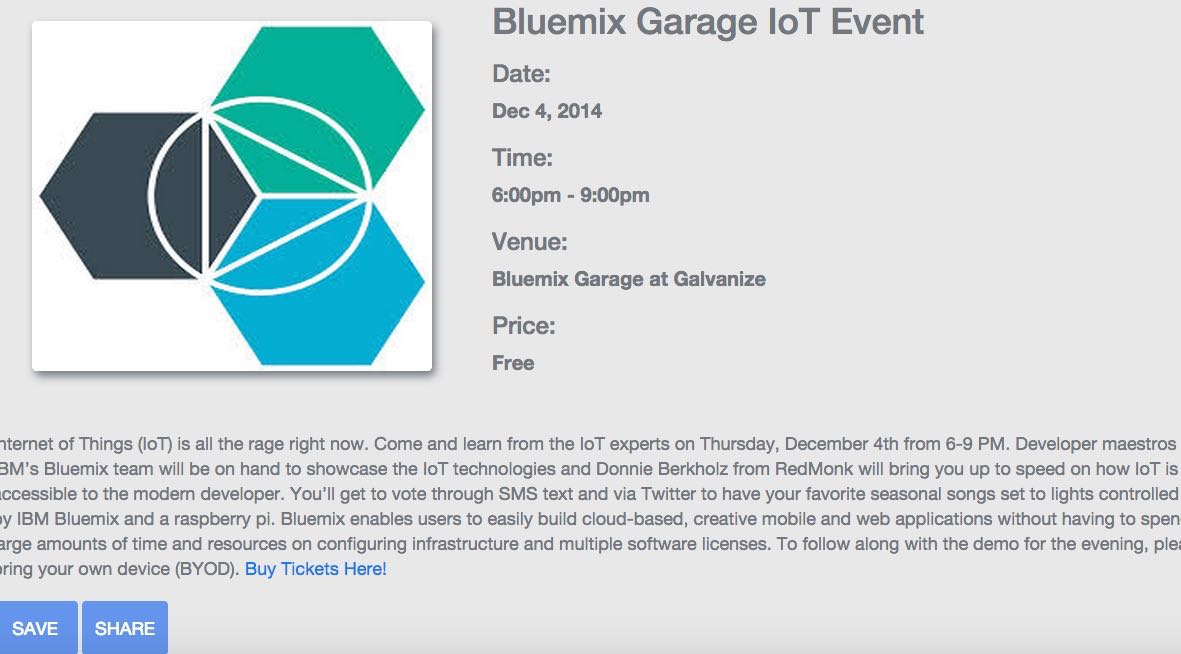 Bluemix Garage IoT Event
Date:
Dec 4, 2014
Time:
6:00pm - 9:00pm
Venue:
Bluemix Garage at Galvanize
Price:
Free
nternet of Things (IoT) is all the rage right now. Come and learn from the IoT experts on Thursday, December 4th from 6-9 PM. Developer maestros
BM’s Bluemix team will be on hand to showcase the IoT technologies and Donnie Berkholz from RedMonk will bring you up to speed on how IoT is
accessible to the modern developer. You’ll get to vote through SMS text and via Twitter to have your favorite seasonal songs set to lights controlled
by IBM Bluemix and a raspberry pi. Bluemix enables users to easily build cloud-based, creative mobile and web applications without having to spen
arge amounts of time and resources on configuring infrastructure and multiple software licenses. To follow along with the demo for the evening, plea
bring your own device (BYOD). Buy Tickets Here!
SAVE SHARE